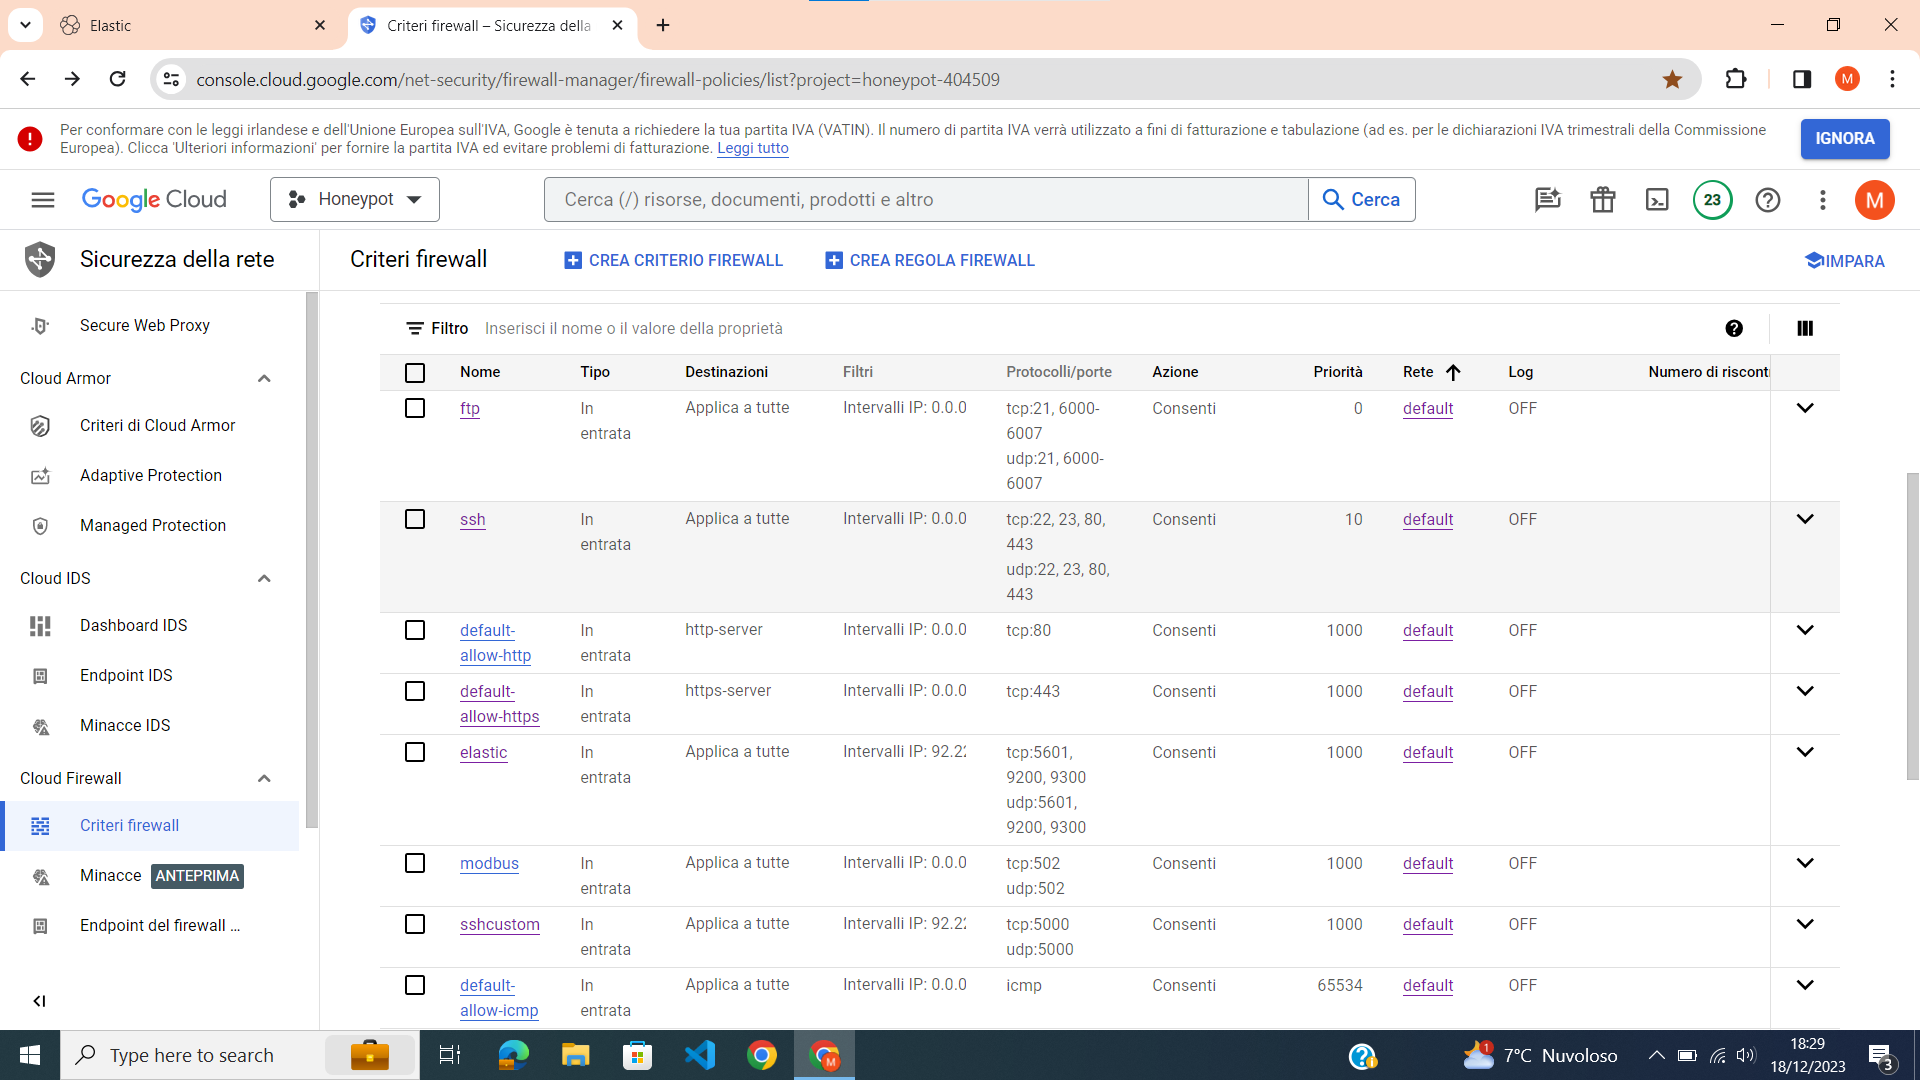 Elastic
Criteri firewall – Sicurezza della
console.cloud.google.com/net-security/firewall-manager/firewall-policies/list?project=honeypot-404509
M
Per conformare con le leggi irlandese e dell'Unione Europea sull'IVA, Google è tenuta a richiedere la tua partita IVA (VATIN). Il numero di partita IVA verrà utilizzato a fini di fatturazione e tabulazione (ad es. per le dichiarazioni IVA trimestrali della Commissione
Europea). Clicca 'Ulteriori informazioni' per fornire la partita IVA ed evitare problemi di fatturazione. Leggi tutto
IGNORA
Google Cloud
Honeypot
Cerca (/) risorse, documenti, prodotti e altro
Cerca
23
M
Sicurezza della rete
Criteri firewall
CREA CRITERIO FIREWALL
CREA REGOLA FIREWALL
IMPARA
Secure Web Proxy
Cloud Armor
Criteri di Cloud Armor
Adaptive Protection
Managed Protection
Cloud IDS
Dashboard IDS
Endpoint IDS
Minacce IDS
Cloud Firewall
Criteri firewall
Minacce ANTEPRIMA
Endpoint del firewall ...
Filtro Inserisci il nome o il valore della proprietà
Nome Tipo Destinazioni Filtri Protocolli/porte Azione Priorità Rete Log Numero di riscont
ftp In Applica a tutte Intervalli IP: 0.0.0 tcp:21, 6000- Consenti 0 default OFF
entrata 6007
udp:21, 6000-
6007
ssh In Applica a tutte Intervalli IP: 0.0.0 tcp:22, 23, 80, Consenti 10 default OFF
entrata 443
udp:22, 23, 80,
443
default- In http-server Intervalli IP: 0.0.0 tcp:80 Consenti 1000 default OFF
allow-http entrata
default- In https-server Intervalli IP: 0.0.0 tcp:443 Consenti 1000 default OFF
allow-https entrata
elastic In Applica a tutte Intervalli IP: 92.22 tcp:5601, Consenti 1000 default OFF
entrata 9200, 9300
udp:5601,
9200, 9300
modbus In Applica a tutte Intervalli IP: 0.0.0 tcp:502 Consenti 1000 default OFF
entrata udp:502
sshcustom In Applica a tutte Intervalli IP: 92.22 tcp:5000 Consenti 1000 default OFF
entrata udp:5000
default- In Applica a tutte Intervalli IP: 0.0.0 icmp Consenti 65534 default OFF
allow-icmp entrata
Type here to search
M
1
7°C Nuvoloso
18:29
18/12/2023
3